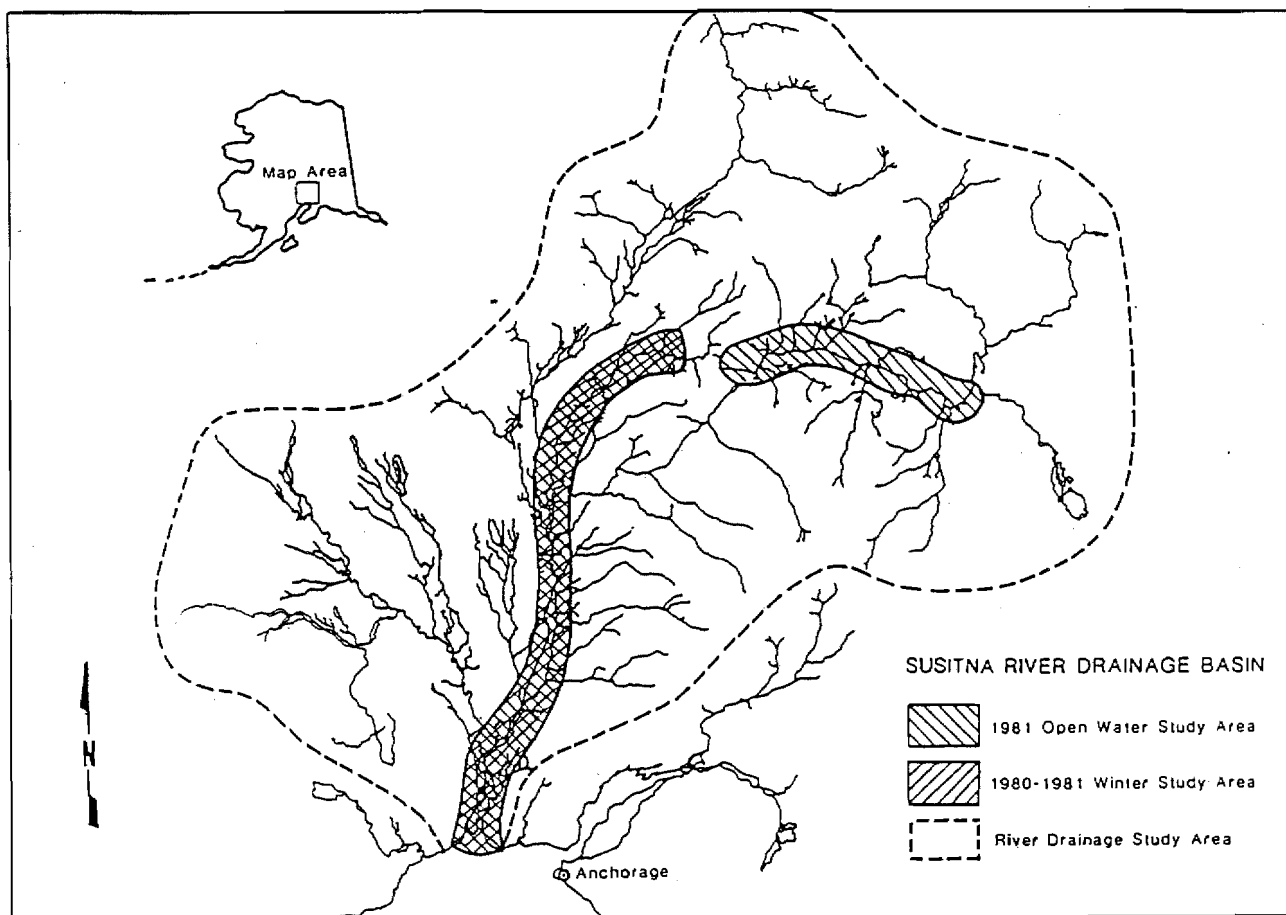 Map Area
N
Anchorage
SUSITNA RIVER DRAINAGE BASIN
1981 Open Water Study Area
1980-1981 Winter Study Area
River Drainage Study Area